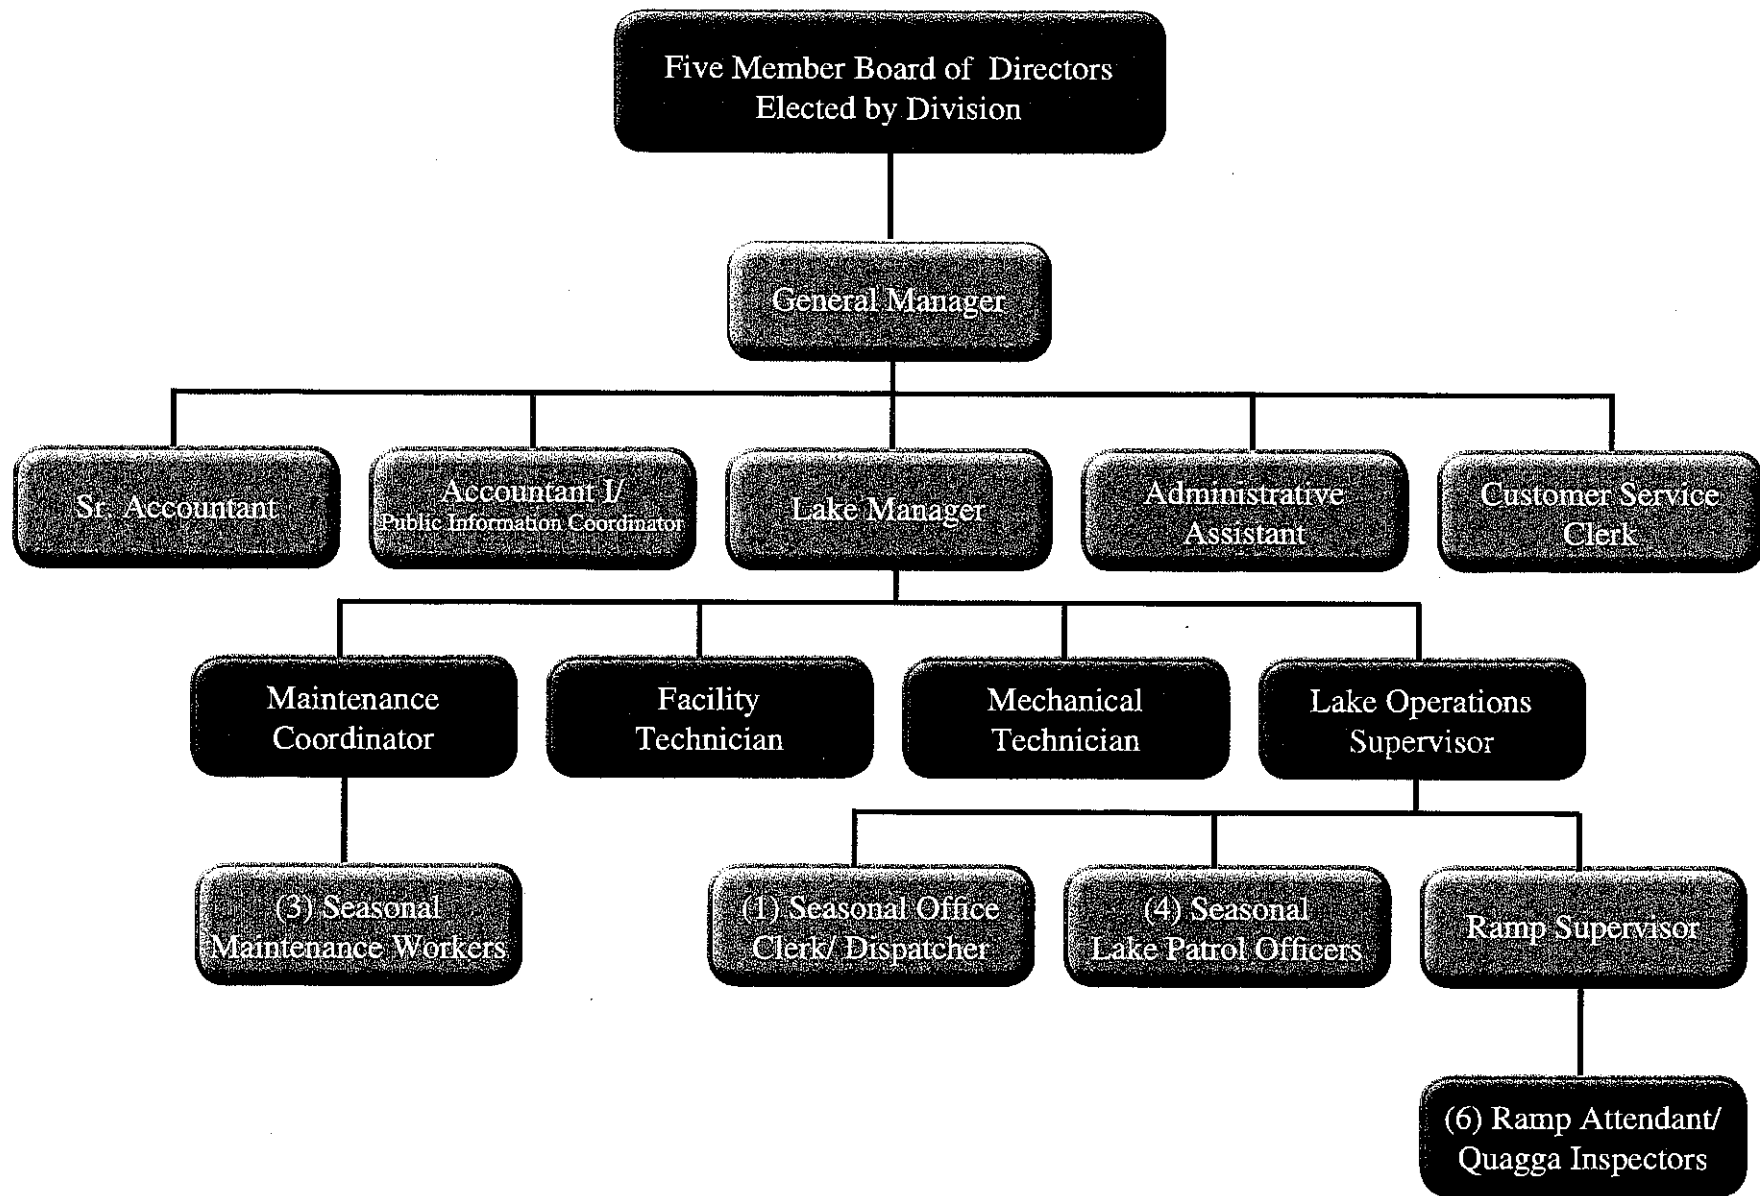 Five Member Board of Directors
Elected by Division
General Manager
Sr. Accountant
Accountant I/
Public Information Coordinator
Lake Manager
Administrative
Assistant
Customer Service
Clerk
Maintenance
Coordinator
Facility
Technician
Mechanical
Technician
Lake Operations
Supervisor
(3) Seasonal
Maintenance Workers
(1) Seasonal Office
Clerk/ Dispatcher
(4) Seasonal
Lake Patrol Officers
Ramp Supervisor
(6) Ramp Attendant/
Quagga Inspectors